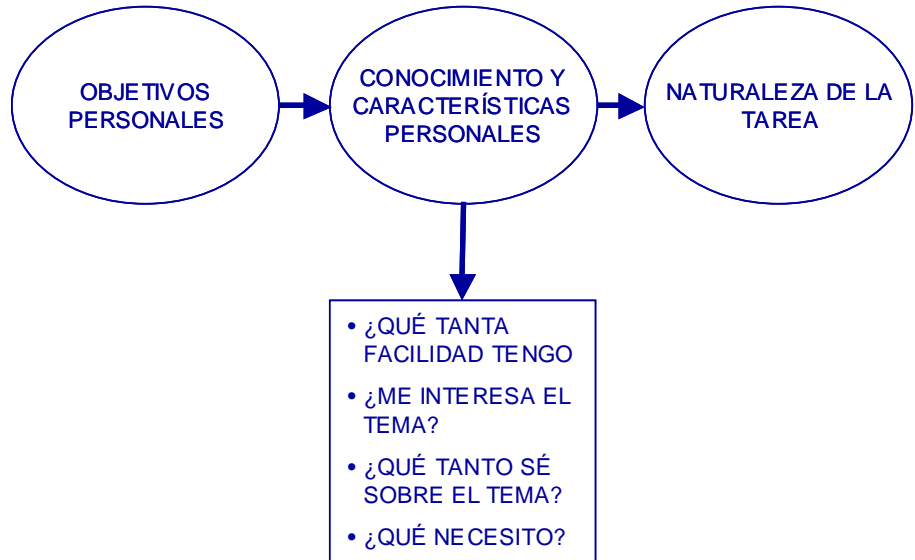 OBJETIVOS
PERSONALES
CONOCIMIENTO Y
CARACTERÍSTICAS
PERSONALES
NATURALEZA DE LA
TAREA
• ¿QUÉ TANTA
FACILIDAD TENGO
• ¿ME INTERESA EL
TEMA?
• ¿QUÉ TANTO SÉ
SOBRE EL TEMA?
• ¿QUÉ NECESITO?